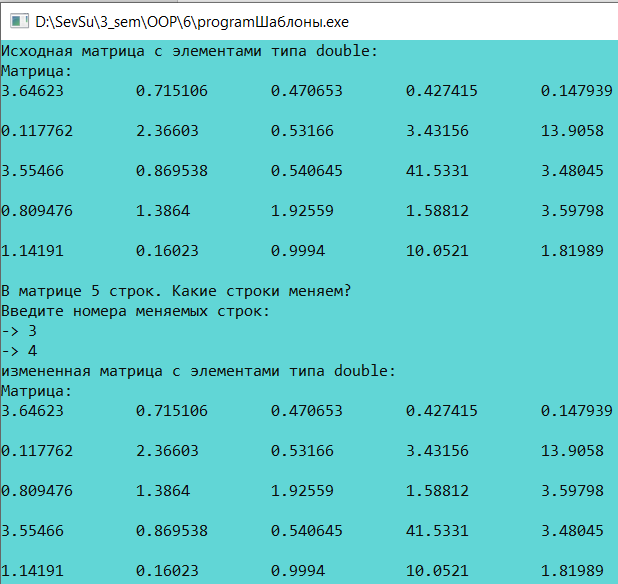 D:\SevSu\3_sem\OOP\6\programШаблоны.exe
Исходная матрица с элементами типа double:
Матрица:
3.64623 0.715106 0.470653 0.427415 0.147939
0.117762 2.36603 0.53166 3.43156 13.9058
3.55466 0.869538 0.540645 41.5331 3.48045
0.809476 1.3864 1.92559 1.58812 3.59798
1.14191 0.16023 0.9994 10.0521 1.81989
В матрице 5 строк. Какие строки меняем?
Введите номера меняемых строк:
-> 3
-> 4
измененная матрица с элементами типа double:
Матрица:
3.64623 0.715106 0.470653 0.427415 0.147939
0.117762 2.36603 0.53166 3.43156 13.9058
0.809476 1.3864 1.92559 1.58812 3.59798
3.55466 0.869538 0.540645 41.5331 3.48045
1.14191 0.16023 0.9994 10.0521 1.81989